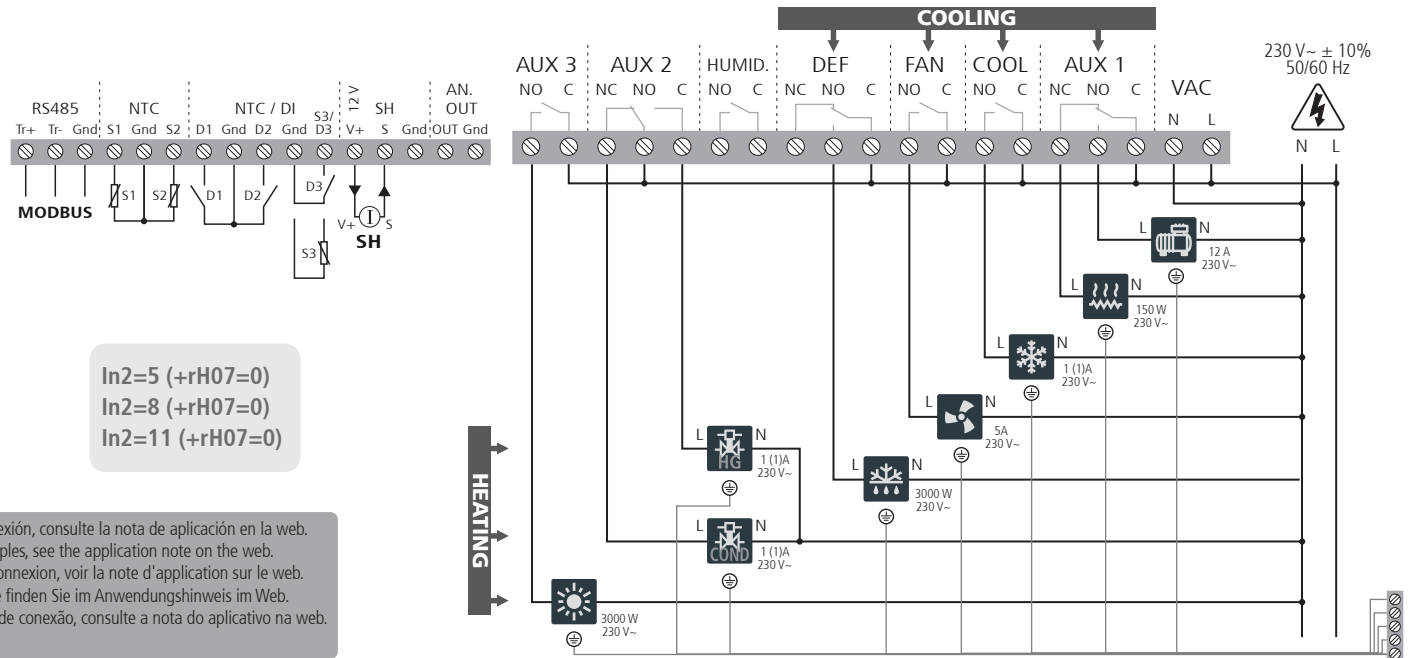 COOLING
AUX 3 AUX 2 HUMID. DEF FAN COOL AUX 1 VAC
NO C NC NO C NO C NC NO C NO C NO C NC NO C N L
230 V~ ± 10%
50/60 Hz
N L
RS485 NTC NTC / DI 12 V SH AN. OUT
Tr+ Tr- Gnd S1 Gnd S2 D1 Gnd D2 Gnd S3/D3 V+ S Gnd OUT Gnd
MODBUS
S1 S2 D1 D2 D3
S3
V+ I S
SH
L N
12 A
230 V~
L N
150 W
230 V~
L N
1 (1)A
230 V~
L N
5A
230 V~
L N
3000 W
230 V~
HEATING
L N
HG
1 (1)A
230 V~
L N
COND
1 (1)A
230 V~
3000 W
230 V~
In2=5 (+rH07=0)
In2=8 (+rH07=0)
In2=11 (+rH07=0)
exión, consulte la nota de aplicación en la web.
ples, see the application note on the web.
onnexion, voir la note d'application sur le web.
finden Sie im Anwendungshinweis im Web.
de conexão, consulte a nota do aplicativo na web.